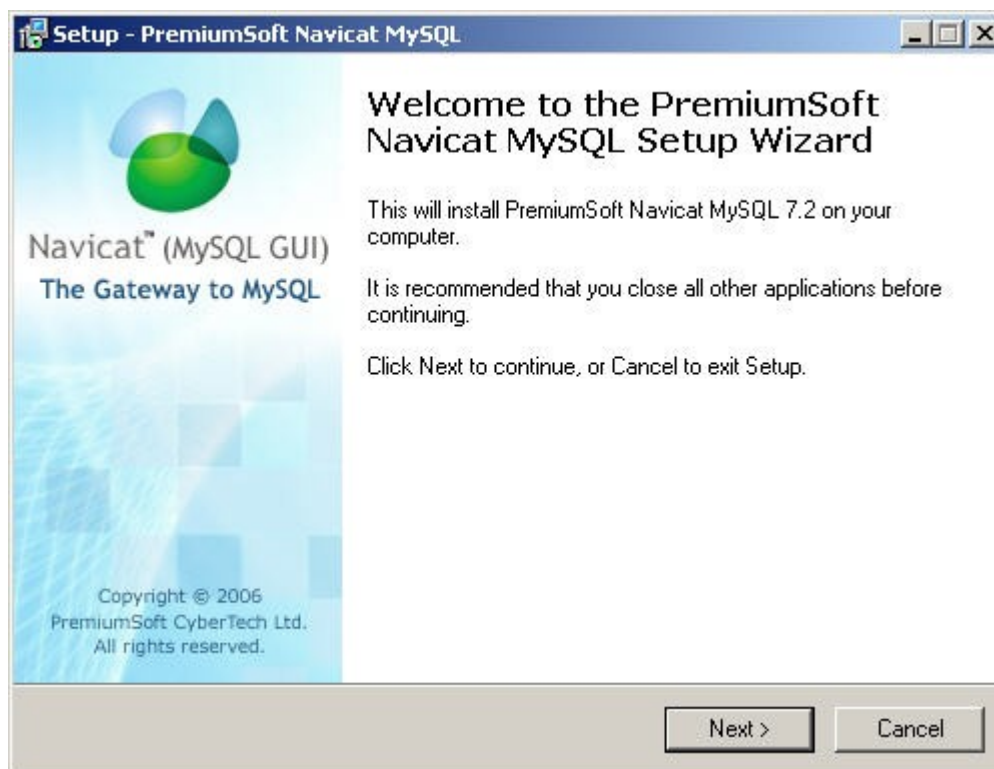 Setup - PremiumSoft Navicat MySQL
Navicat™ (MySQL GUI)
The Gateway to MySQL
Copyright © 2006
PremiumSoft CyberTech Ltd.
All rights reserved.
Welcome to the PremiumSoft
Navicat MySQL Setup Wizard
This will install PremiumSoft Navicat MySQL 7.2 on your
computer.
It is recommended that you close all other applications before
continuing.
Click Next to continue, or Cancel to exit Setup.
Next >
Cancel